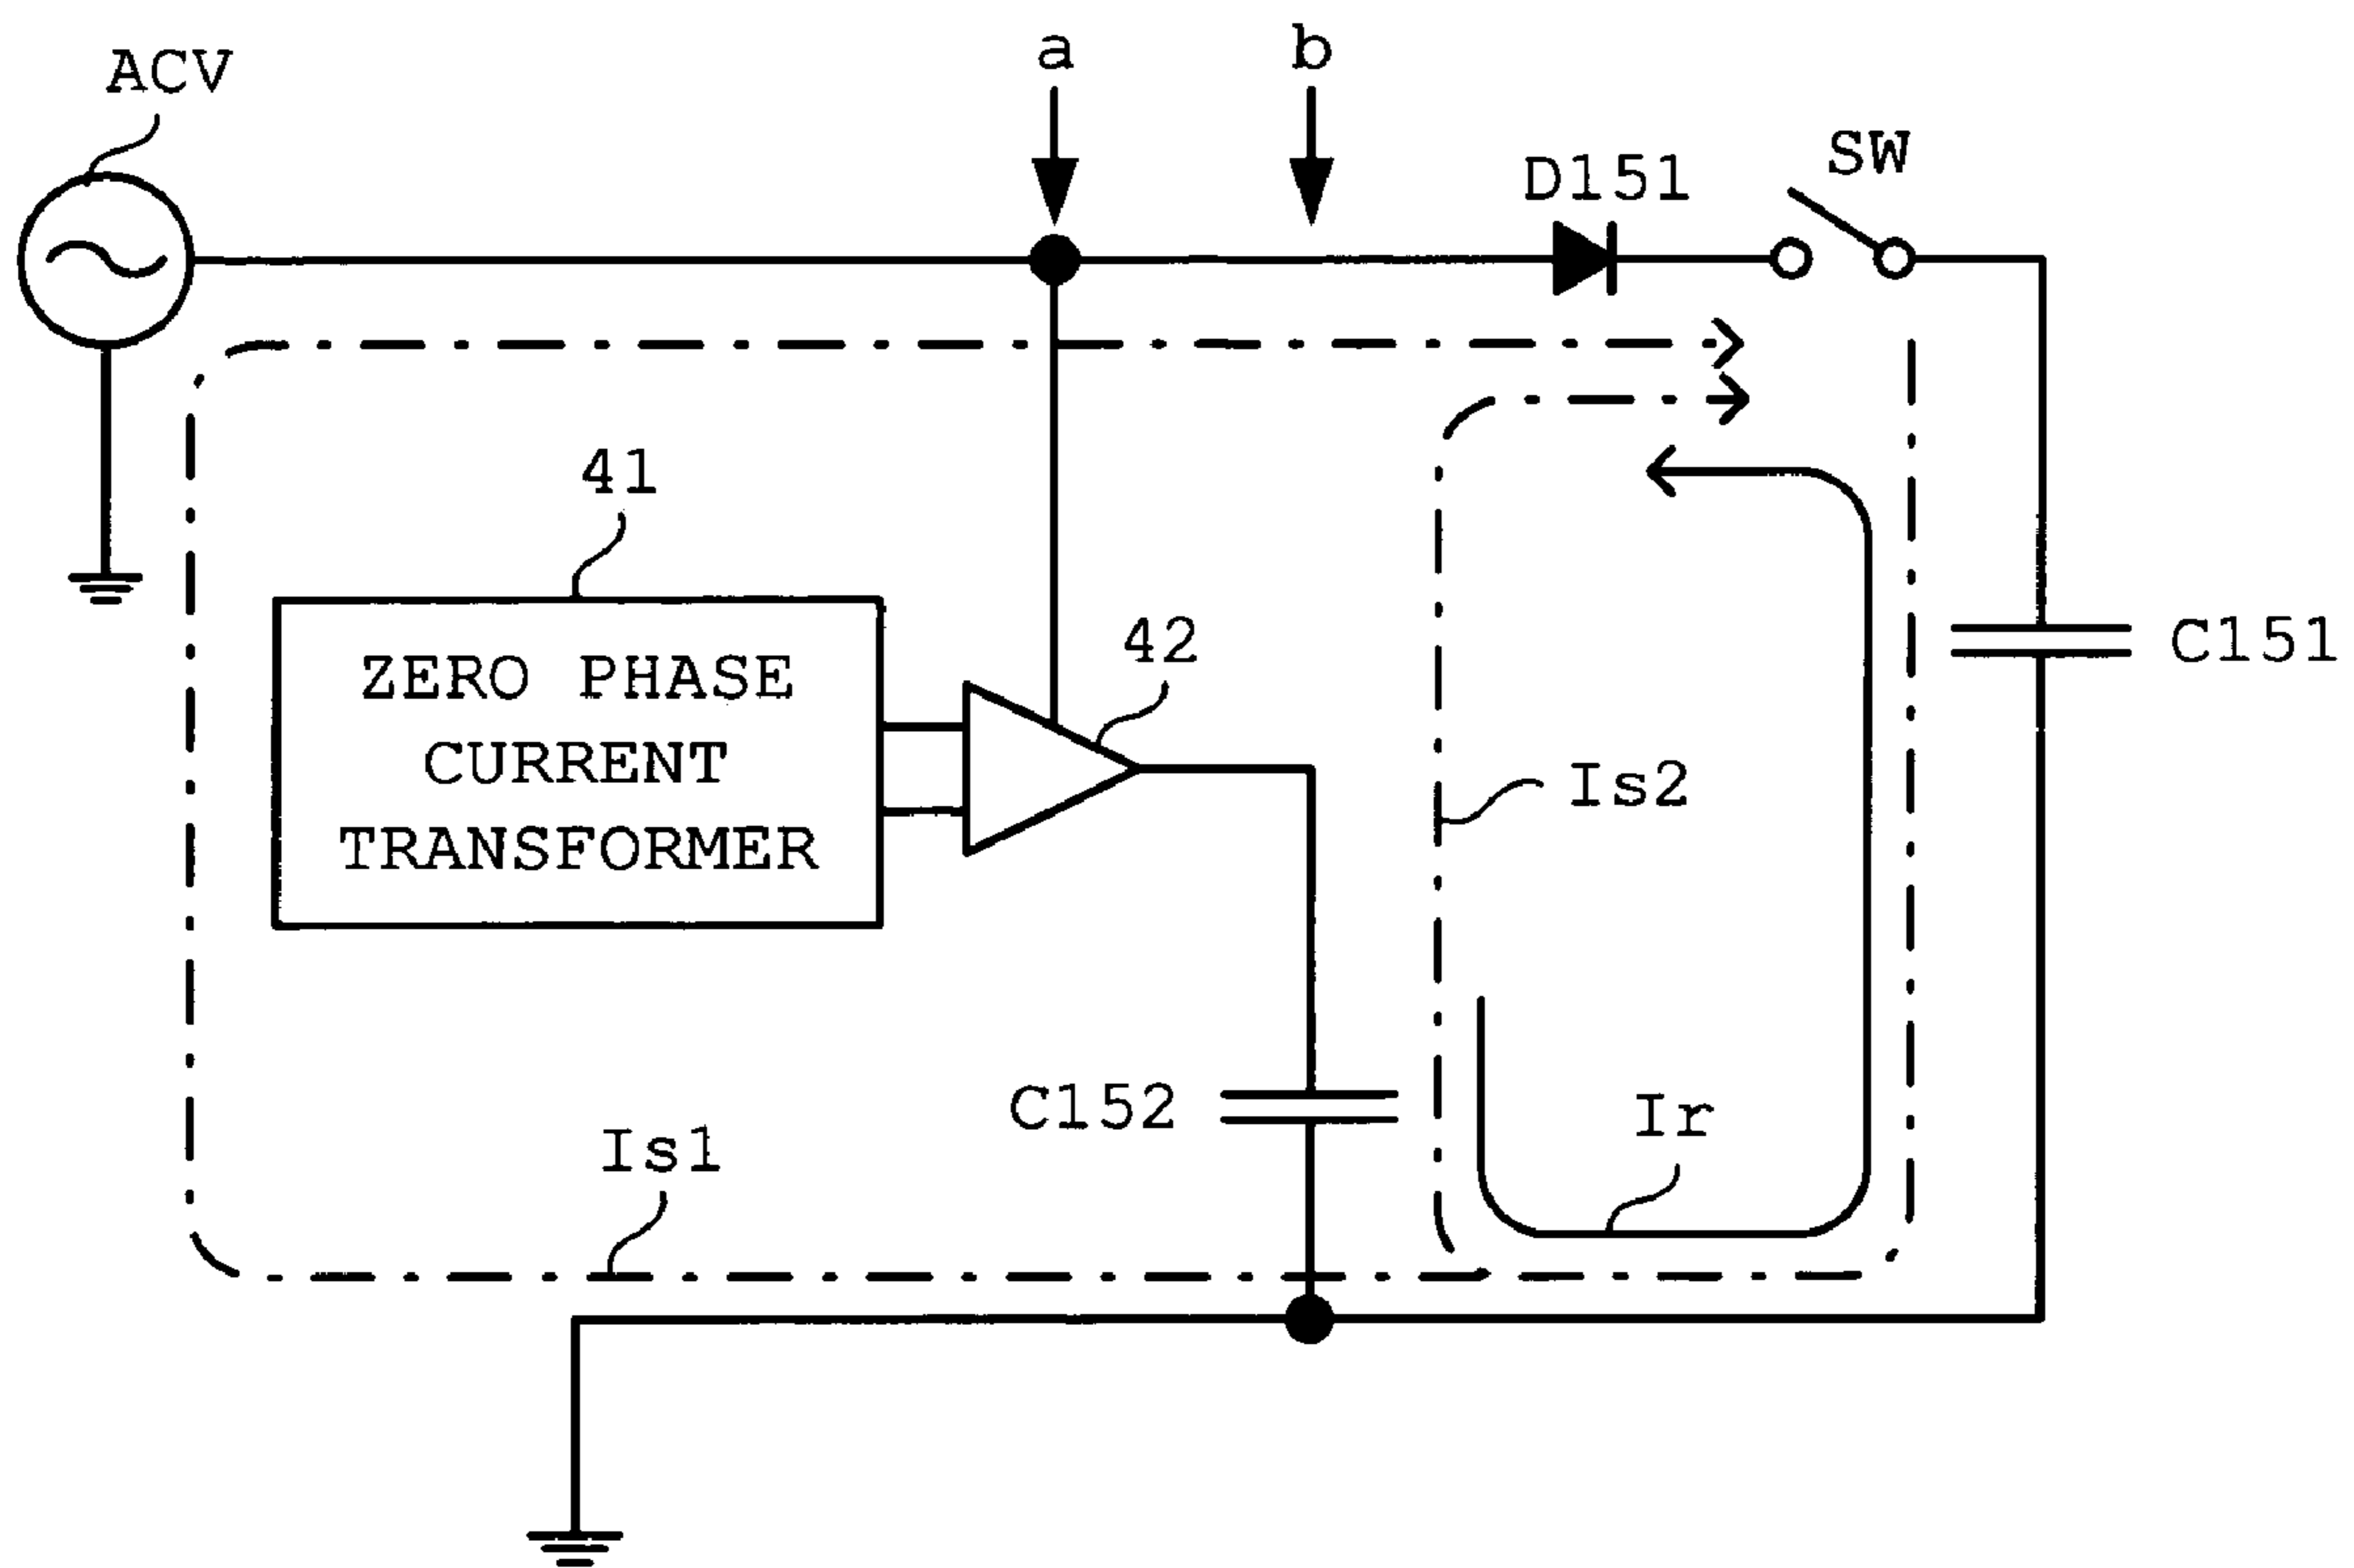 ACV
a
b
D151
SW
41
ZERO PHASE
CURRENT
TRANSFORMER
42
C151
Is2
C152
Ir
Is1